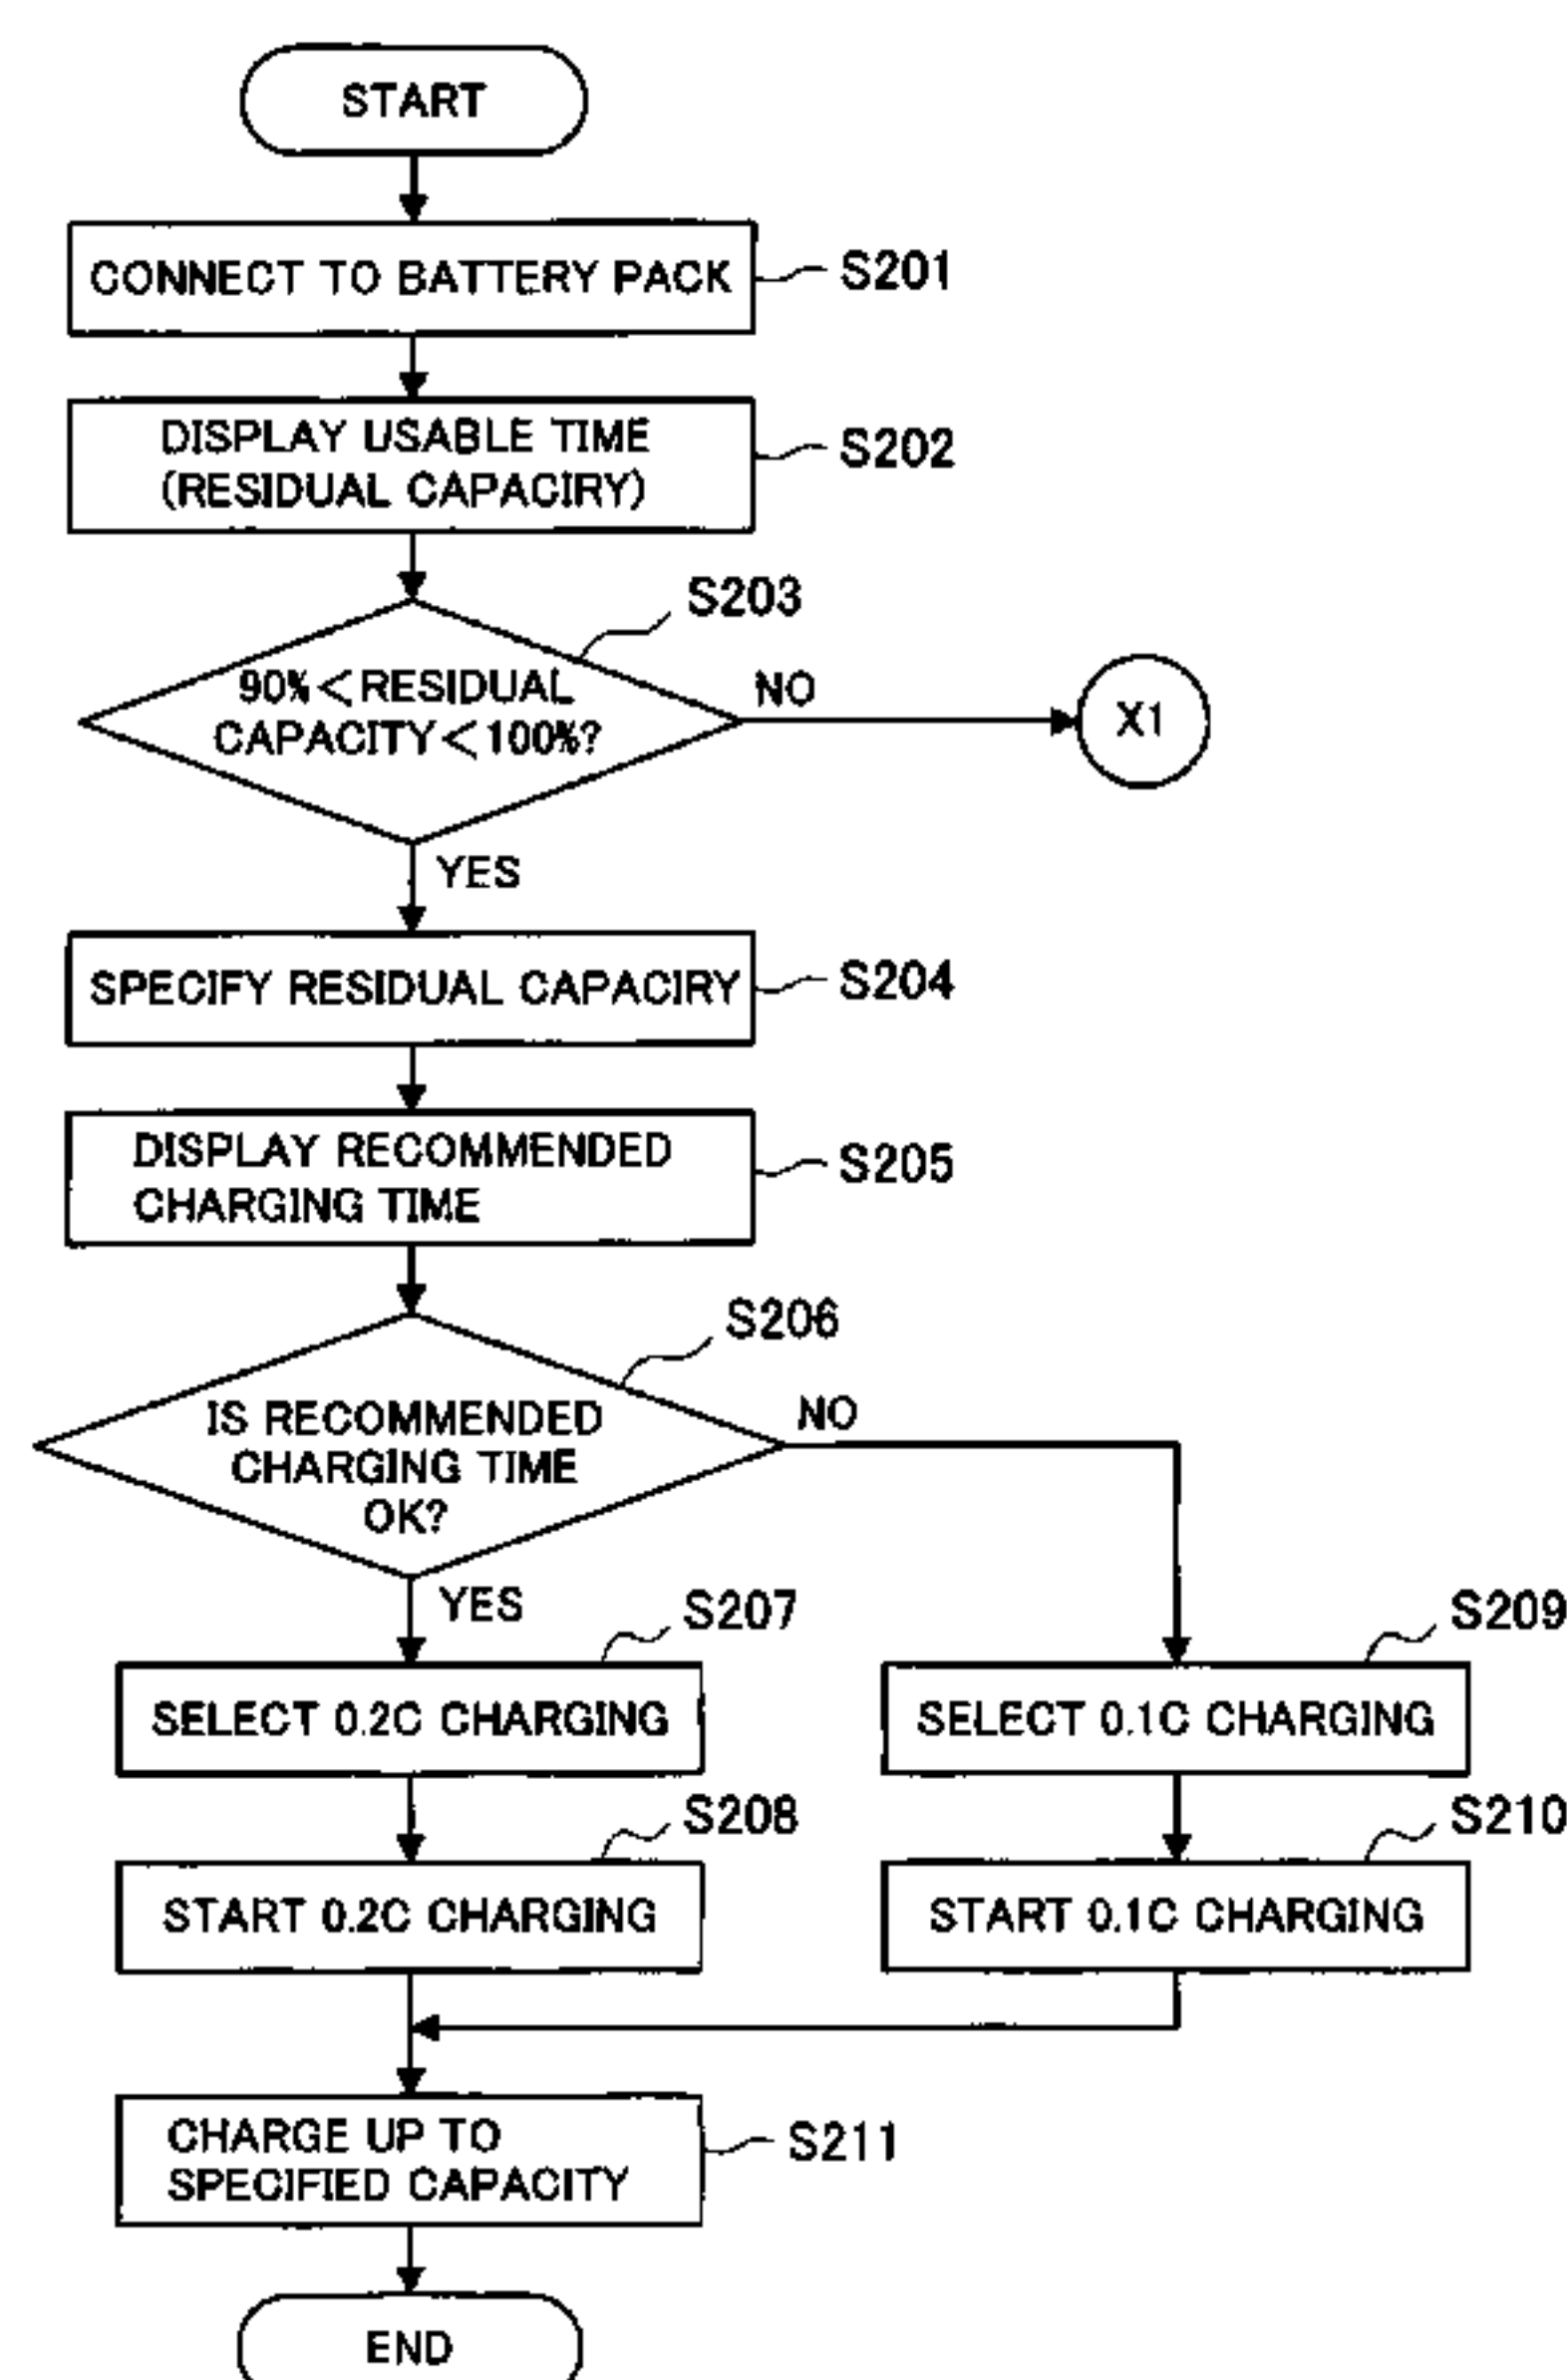 START
CONNECT TO BATTERY PACK
S201
DISPLAY USABLE TIME
(RESIDUAL CAPACIRY)
S202
S203
90%<RESIDUAL
CAPACITY<100%?
NO
X1
YES
SPECIFY RESIDUAL CAPACIRY
S204
DISPLAY RECOMMENDED
CHARGING TIME
S205
S206
IS RECOMMENDED
CHARGING TIME
OK?
NO
YES
S207
SELECT 0.2C CHARGING
S209
SELECT 0.1C CHARGING
S208
START 0.2C CHARGING
S210
START 0.1C CHARGING
CHARGE UP TO
SPECIFIED CAPACITY
S211
END